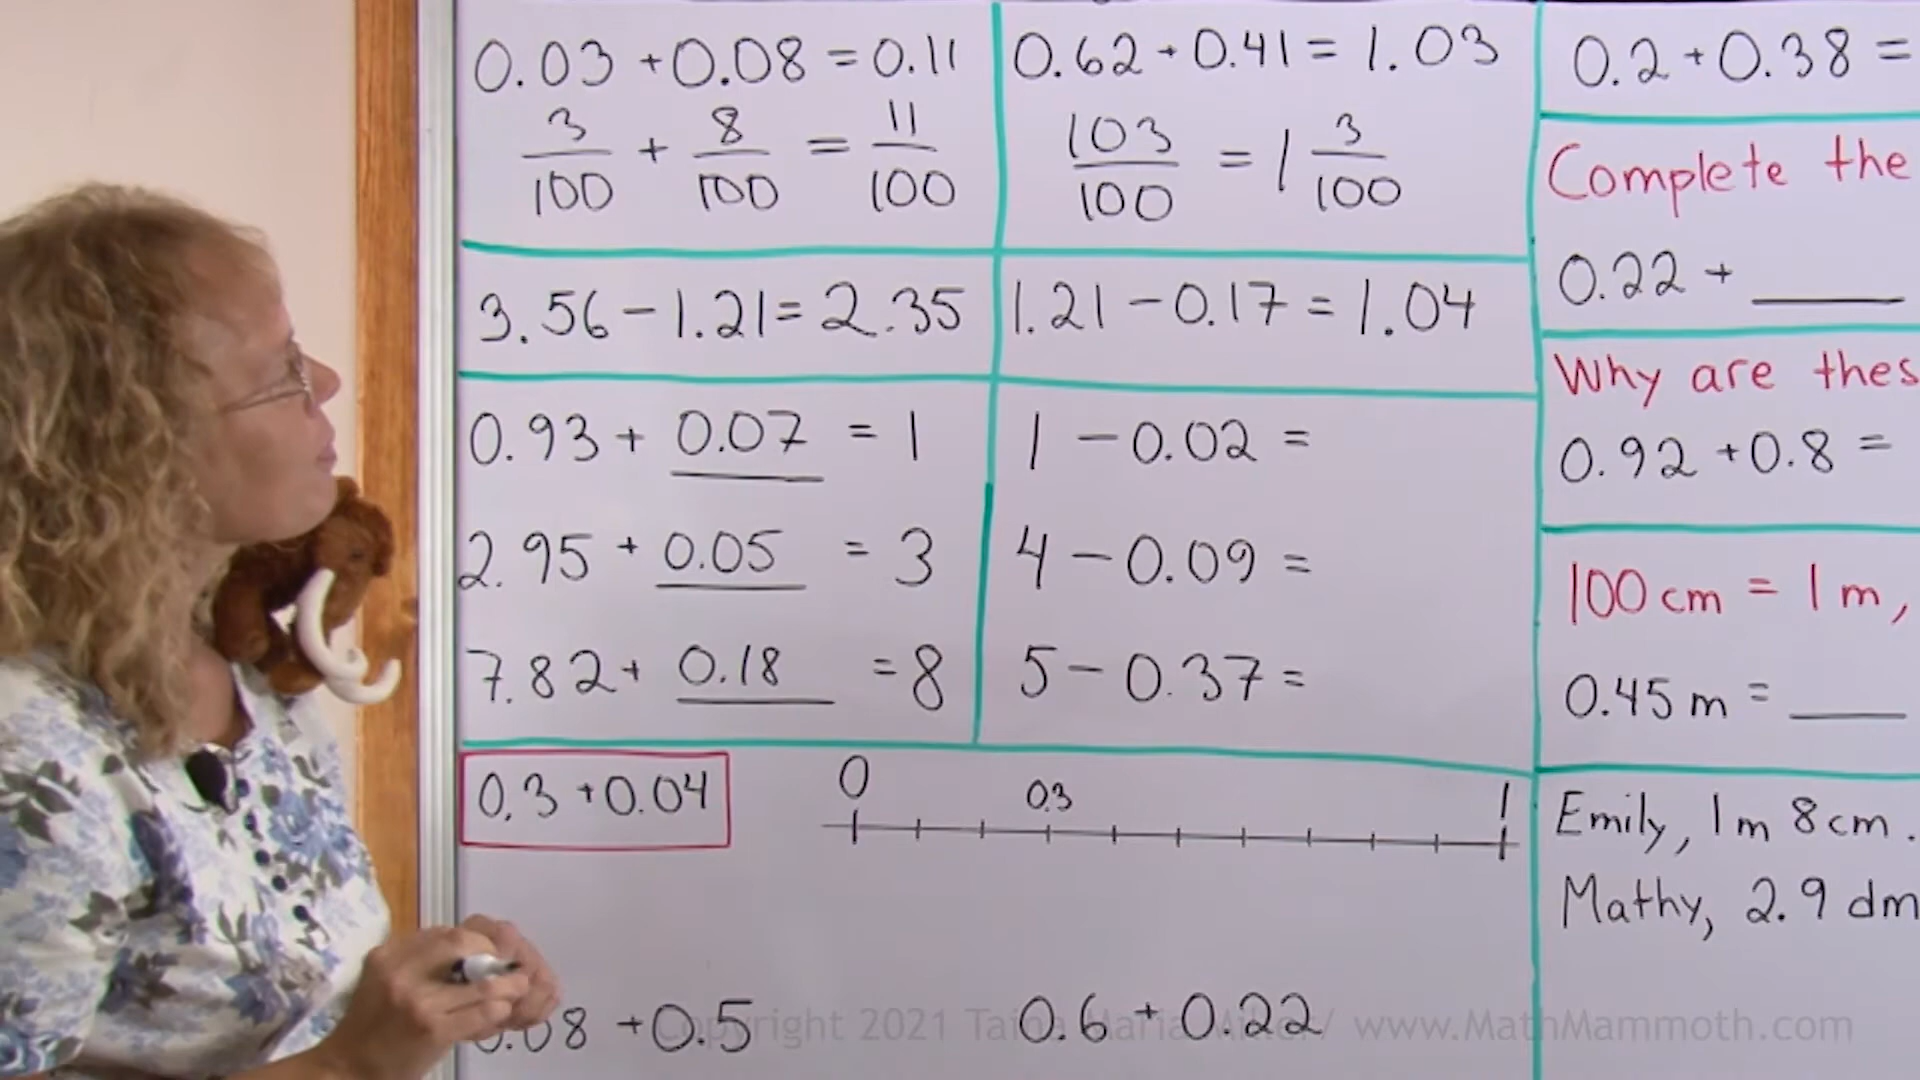 0.03 + 0.08 = 0.11
3/100 + 8/100 = 11/100
0.62 + 0.41 = 1.03
103/100 = 1 3/100
3.56 - 1.21 = 2.35
1.21 - 0.17 = 1.04
0.93 + 0.07 = 1
2.95 + 0.05 = 3
7.82 + 0.18 = 8
1 - 0.02 =
4 - 0.09 =
5 - 0.37 =
0.3 + 0.04
0 0.3 1
0.08 + 0.5
0.6 + 0.22
0.2 + 0.38 =
Complete the
0.22 + ____
Why are thes
0.92 + 0.8 =
100 cm = 1 m,
0.45 m = ____
Emily, 1 m 8 cm.
Mathy, 2.9 dm
Copyright 2021 Taina Maria Miller / www.MathMammoth.com